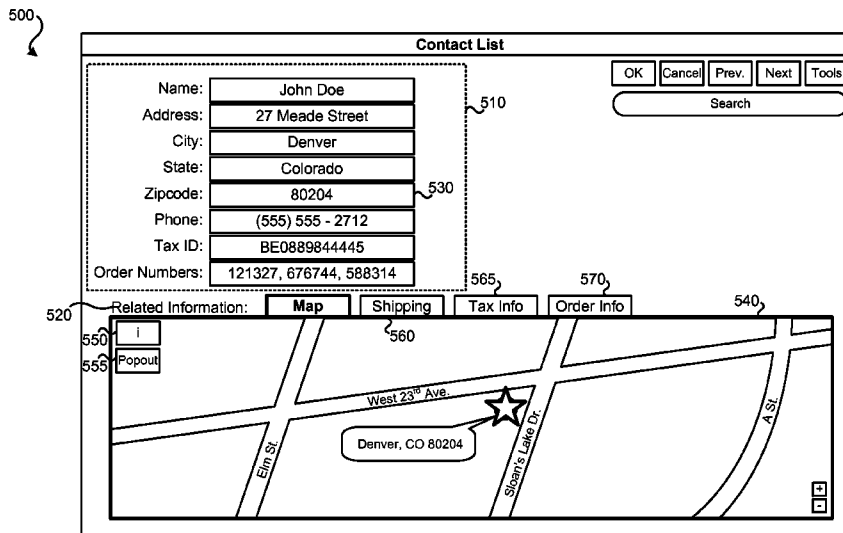 500
Contact List
OK Cancel Prev. Next Tools
Search
Name: John Doe
Address: 27 Meade Street
510
City: Denver
State: Colorado
Zipcode: 80204
530
Phone: (555) 555 - 2712
Tax ID: BE0889844445
Order Numbers: 121327, 676744, 588314
565 570
520 Related Information: Map Shipping Tax Info Order Info 540
560
550 i
555 Popout
West 23rd Ave.
Denver, CO 80204
Elm St.
Sloan's Lake Dr.
A St.
+
-